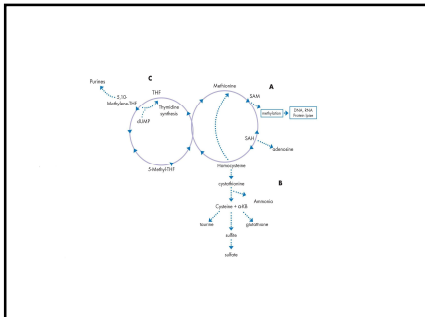 Purines
C
5,10-
Methylene-THF
THF
Thymidine
synthesis
dUMP
5-Methyl-THF
Methionine
A
SAM
methylation
DNA, RNA
Protein
SAH
adenosine
Homocysteine
B
cystathionine
Ammonia
Cysteine + αKB
taurine
glutathione
sulfite
sulfate